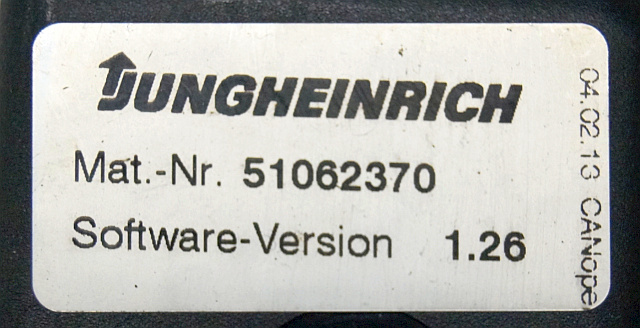 JUNGHEINRICH
Mat.-Nr. 51062370
Software-Version 1.26
04.02.13 CANope